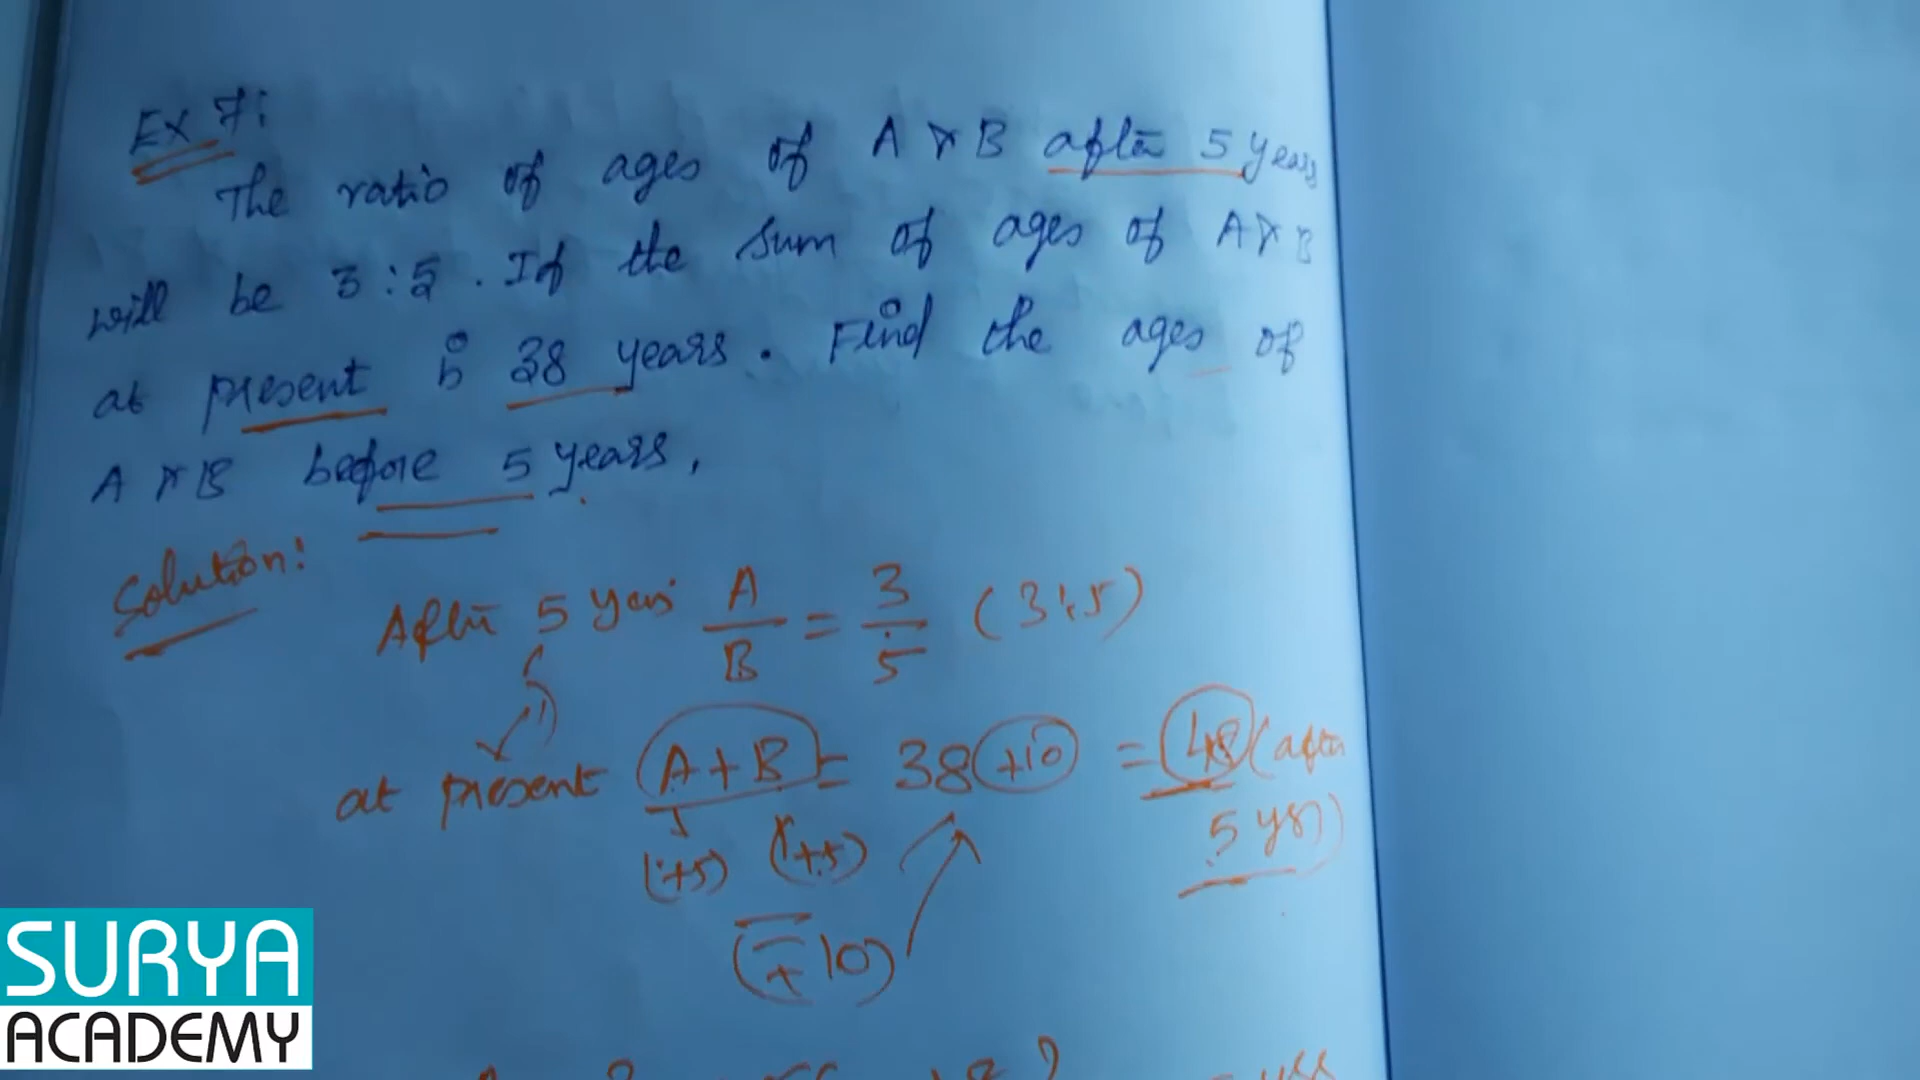 Ex 7:
The ratio of ages of A & B after 5 years
will be 3:5. If the sum of ages of A & B
at present is 38 years. Find the ages of
A & B before 5 years.
Solution:
After 5 years A/B = 3/5 (3:5)
at present A+B = 38 +10 = 48 (after
5 yrs)
(+5) (+5)
(+10)
SURYA
ACADEMY